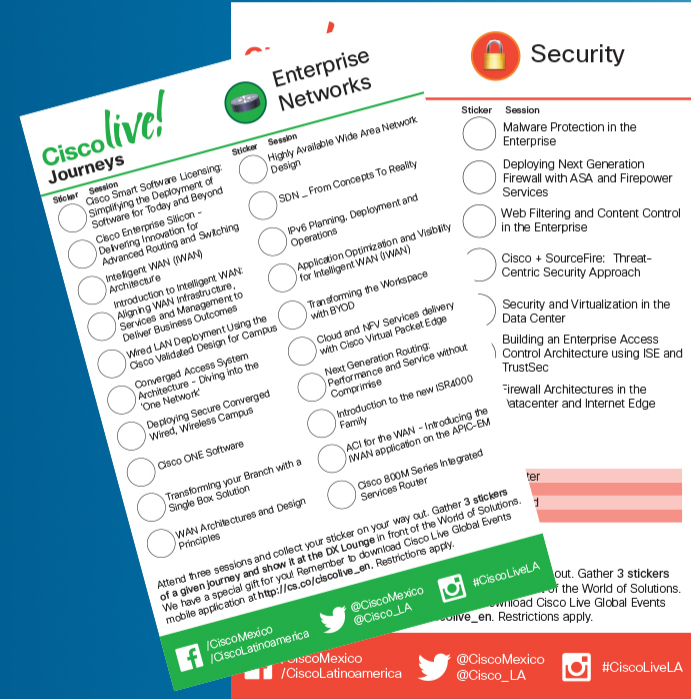 Cisco live!
Journeys
Enterprise
Networks
Sticker Session
Cisco Smart Software Licensing:
Simplifying the Deployment of
Software for Today and Beyond
Cisco Enterprise Silicon –
Delivering Innovation for
Advanced Routing and Switching
Intelligent WAN (IWAN)
Architecture
Introduction to Intelligent WAN:
Aligning WAN Infrastructure,
Services and Management to
Deliver Business Outcomes
Wired LAN Deployment Using the
Cisco Validated Design for Campus
Converged Access System
Architecture – Diving into the
'One Network'
Deploying Secure Converged
Wired, Wireless Campus
Cisco ONE Software
Transforming your Branch with a
Single Box Solution
WAN Architectures and Design
Principles
Sticker Session
Highly Available Wide Area Network
Design
SDN _ From Concepts To Reality
IPv6 Planning, Deployment and
Operations
Application Optimization and Visibility
for Intelligent WAN (IWAN)
Transforming the Workspace
with BYOD
Cloud and NFV Services delivery
with Cisco Virtual Packet Edge
Next Generation Routing:
Performance and Service without
Comprimise
Introduction to the new ISR4000
Family
ACI for the WAN – Introducing the
IWAN application on the APIC-EM
Cisco 800M Series Integrated
Services Router
Attend three sessions and collect your sticker on your way out. Gather 3 stickers
of a given journey and show it at the DX Lounge in front of the World of Solutions.
We have a special gift for you! Remember to download Cisco Live Global Events
mobile application at http://cs.co/ciscolive_en. Restrictions apply.
/CiscoMexico
/CiscoLatinoamerica
@CiscoMexico
@Cisco_LA
#CiscoLiveLA
Security
Sticker Session
Malware Protection in the
Enterprise
Deploying Next Generation
Firewall with ASA and Firepower
Services
Web Filtering and Content Control
in the Enterprise
Cisco + SourceFire: Threat-
Centric Security Approach
Security and Virtualization in the
Data Center
Building an Enterprise Access
Control Architecture using ISE and
TrustSec
Firewall Architectures in the
Datacenter and Internet Edge
out. Gather 3 stickers
of the World of Solutions.
Cisco Live Global Events
Restrictions apply.
/CiscoLatinoamerica
@CiscoMexico
@Cisco_LA
#CiscoLiveLA